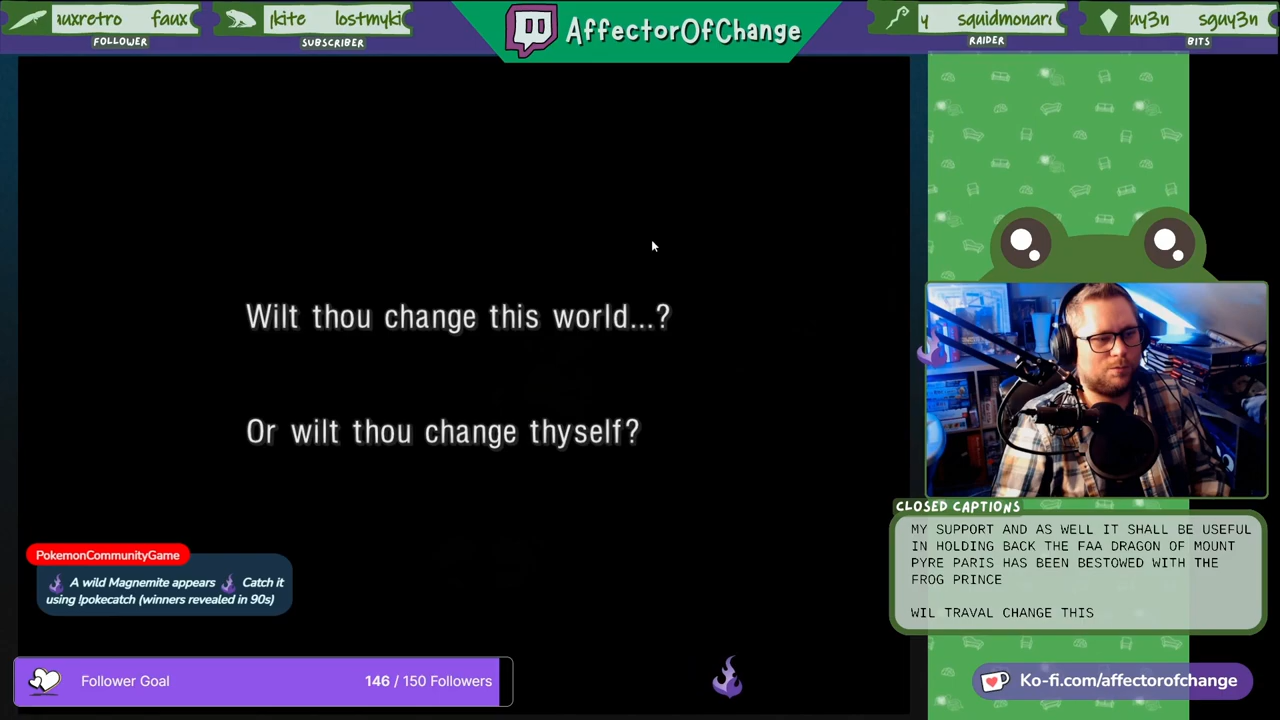 uxretro faux
FOLLOWER
kite lostmyki
SUBSCRIBER
AffectorOfChange
y squidmonar
RAIDER
uy3n sguy3n
BITS
Wilt thou change this world...?
Or wilt thou change thyself?
PokemonCommunityGame
A wild Magnemite appears Catch it
using !pokecatch (winners revealed in 90s)
Follower Goal 146 / 150 Followers
CLOSED CAPTIONS
MY SUPPORT AND AS WELL IT SHALL BE USEFUL
IN HOLDING BACK THE FAA DRAGON OF MOUNT
PYRE PARIS HAS BEEN BESTOWED WITH THE
FROG PRINCE
WIL TRAVAL CHANGE THIS
Ko-fi.com/affectorofchange